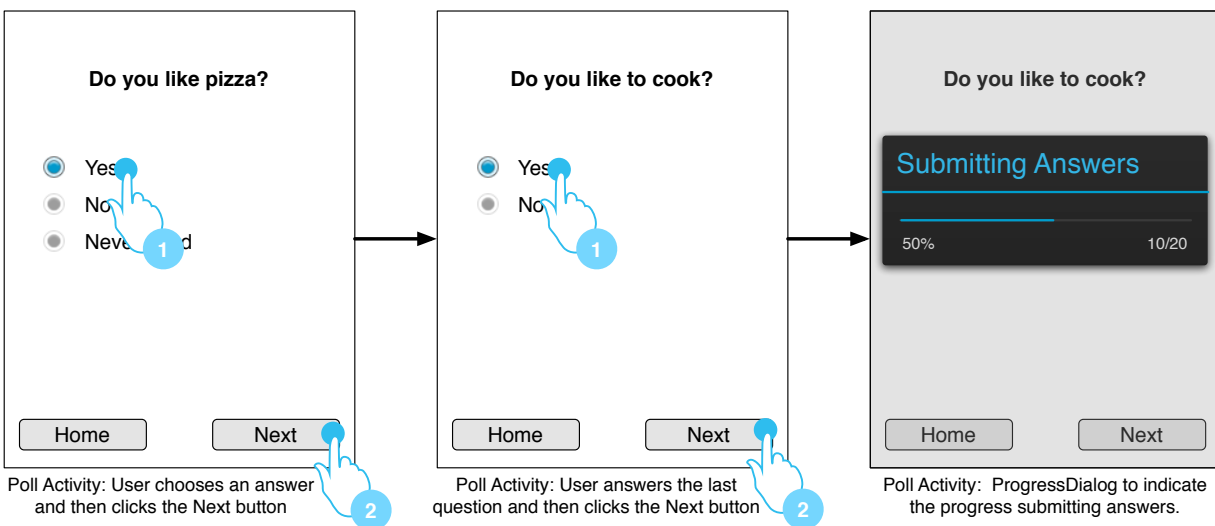 Do you like pizza?
Yes
No
1
Home
Next
2
Poll Activity: User chooses an answer
and then clicks the Next button
Do you like to cook?
Yes
No
1
Home
Next
2
Poll Activity: User answers the last
question and then clicks the Next button
Do you like to cook?
Submitting Answers
50%
10/20
Home
Next
Poll Activity: ProgressDialog to indicate
the progress submitting answers.